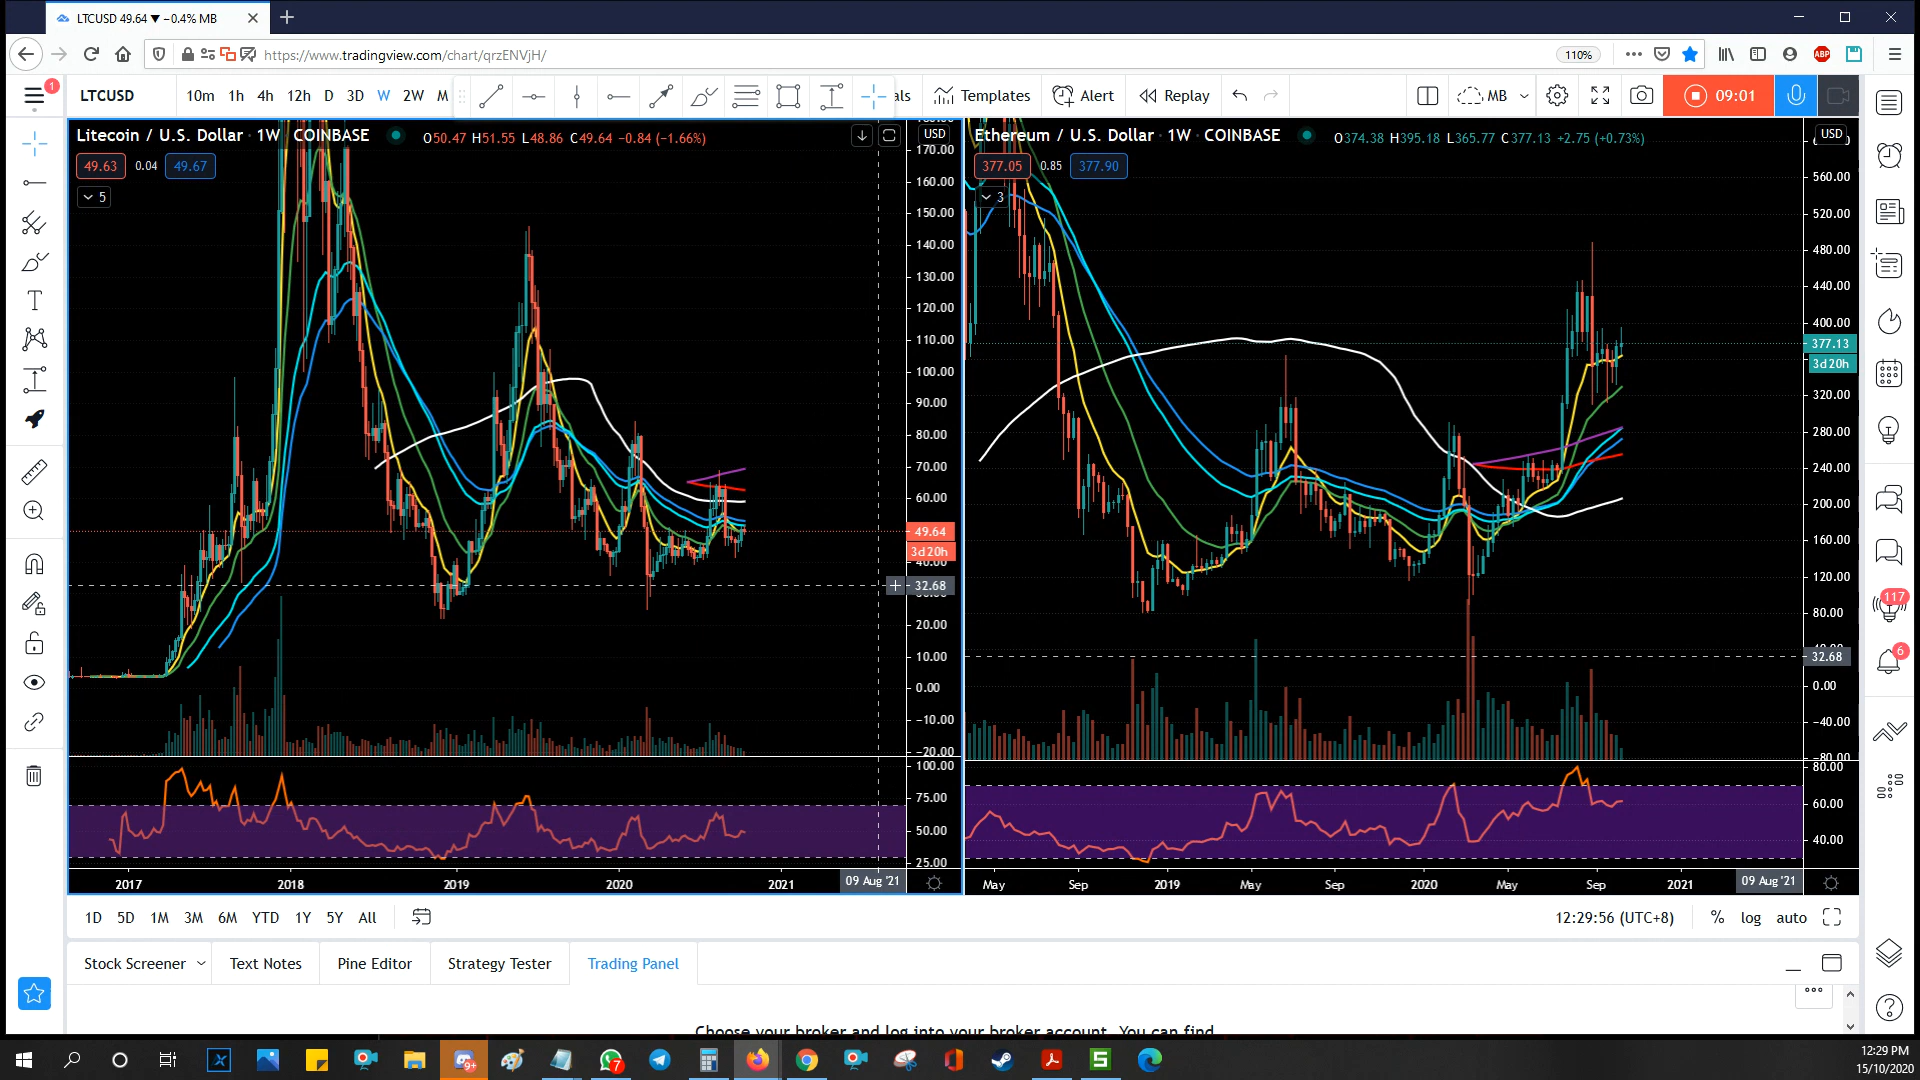 LTCUSD 49.64 ▼ −0.4% MB
https://www.tradingview.com/chart/qrzENVjH/
110%
ABP
1
LTCUSD 10m 1h 4h 12h D 3D W 2W M als Templates Alert Replay MB 09:01
Litecoin / U.S. Dollar · 1W · COINBASE O50.47 H51.55 L48.86 C49.64 −0.84 (−1.66%)
49.63 0.04 49.67
5
USD
170.00
160.00
150.00
140.00
130.00
120.00
110.00
100.00
90.00
80.00
70.00
60.00
49.64
3d 20h
40.00
32.68
20.00
10.00
0.00
−10.00
−20.00
100.00
75.00
50.00
25.00
2017 2018 2019 2020 2021 09 Aug '21
Ethereum / U.S. Dollar · 1W · COINBASE O374.38 H395.18 L365.77 C377.13 +2.75 (+0.73%)
377.05 0.85 377.90
3
USD
560.00
520.00
480.00
440.00
400.00
377.13
3d 20h
320.00
280.00
240.00
200.00
160.00
120.00
80.00
32.68
0.00
−40.00
−80.00
80.00
60.00
40.00
May Sep 2019 May Sep 2020 May Sep 2021 09 Aug '21
117
6
1D 5D 1M 3M 6M YTD 1Y 5Y All 12:29:56 (UTC+8) % log auto
Stock Screener Text Notes Pine Editor Strategy Tester Trading Panel
Choose your broker and log into your broker account. You can find
9+
7
12:29 PM
15/10/2020